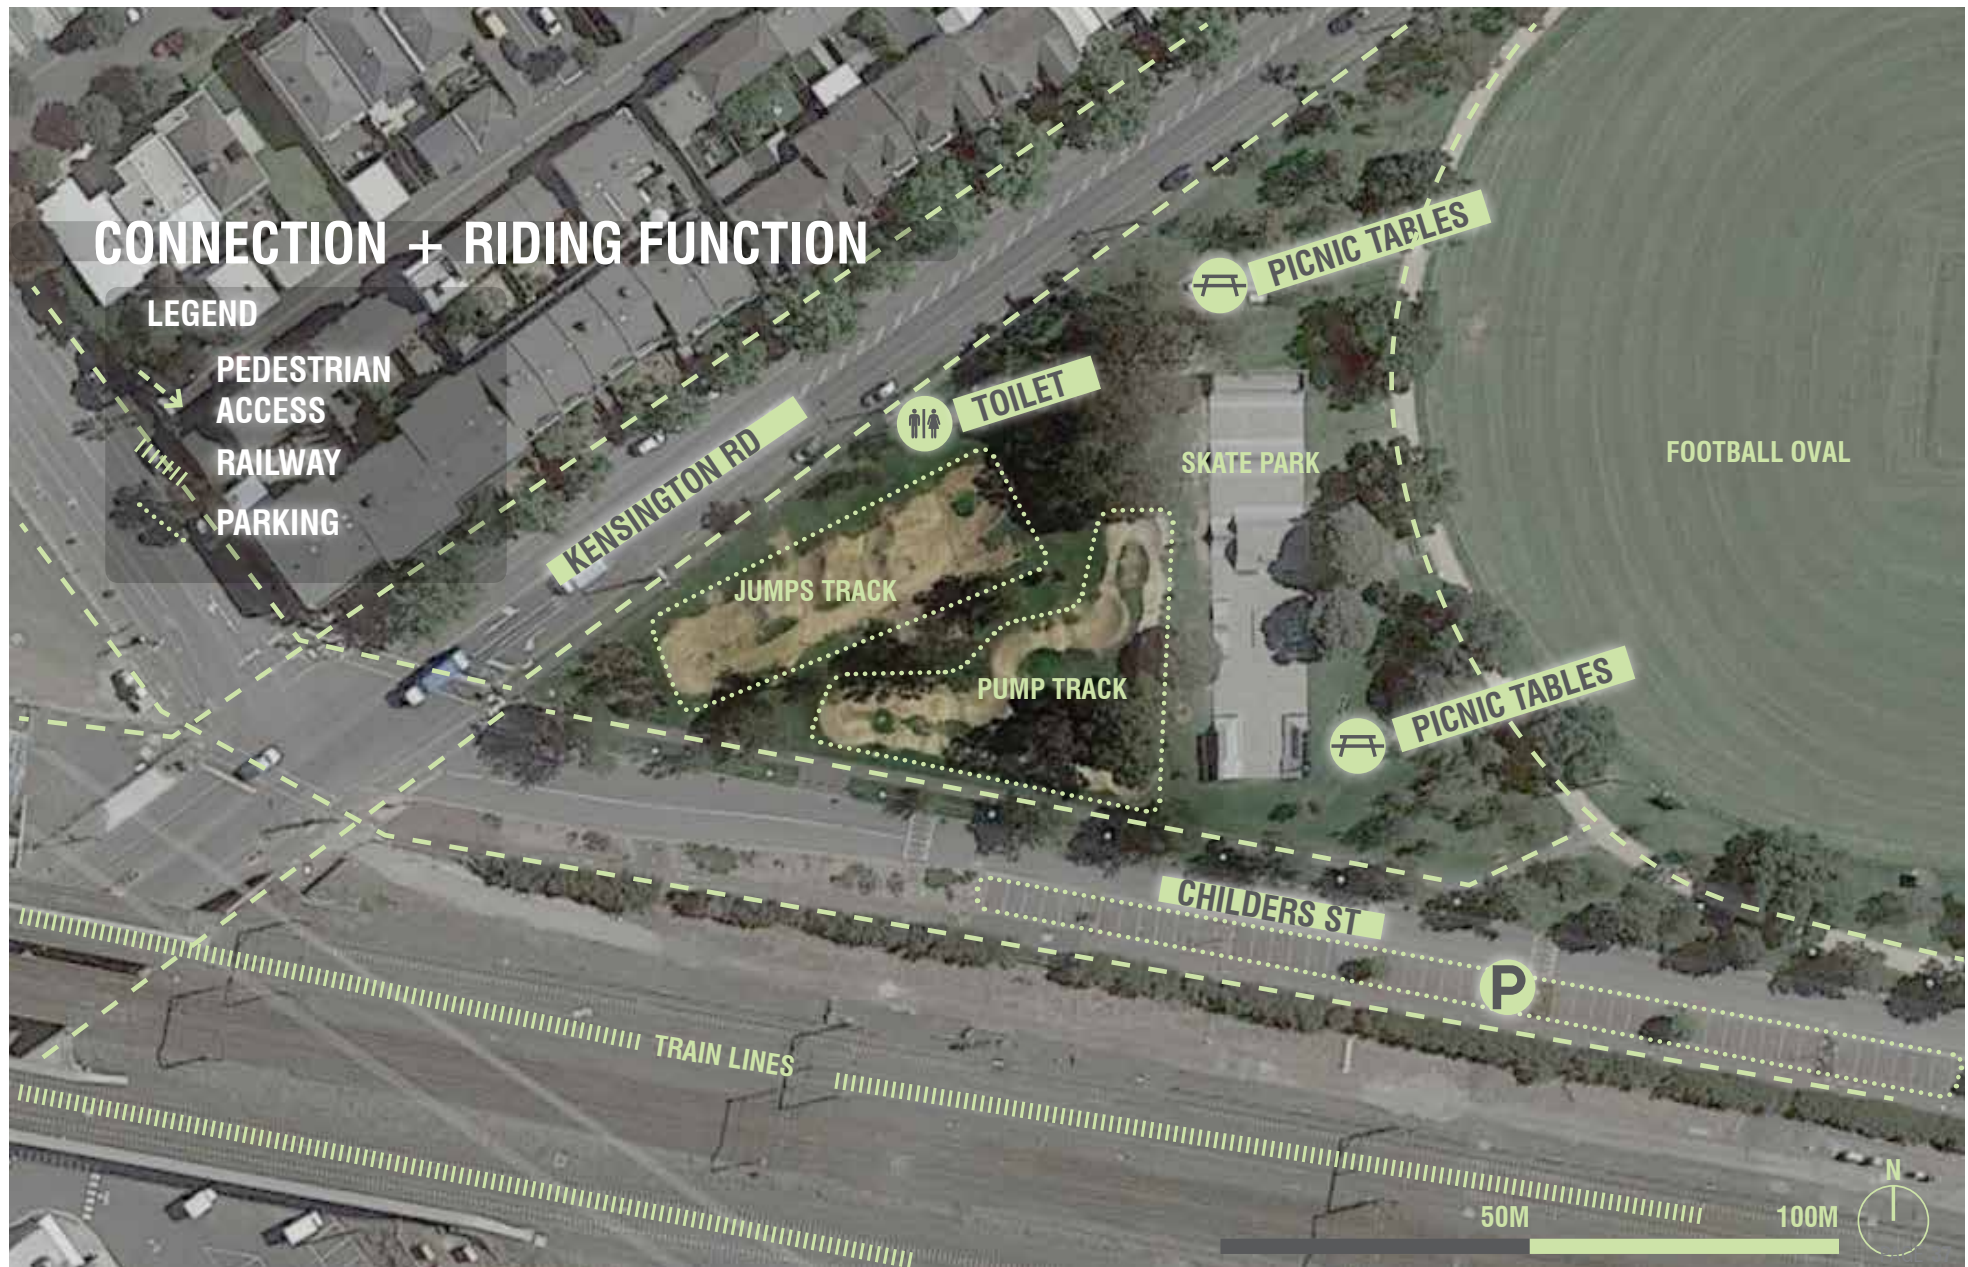 CONNECTION + RIDING FUNCTION
LEGEND
PEDESTRIAN
ACCESS
RAILWAY
PARKING
PICNIC TABLES
TOILET
KENSINGTON RD
SKATE PARK
FOOTBALL OVAL
JUMPS TRACK
PUMP TRACK
PICNIC TABLES
CHILDERS ST
P
TRAIN LINES
N
50M
100M